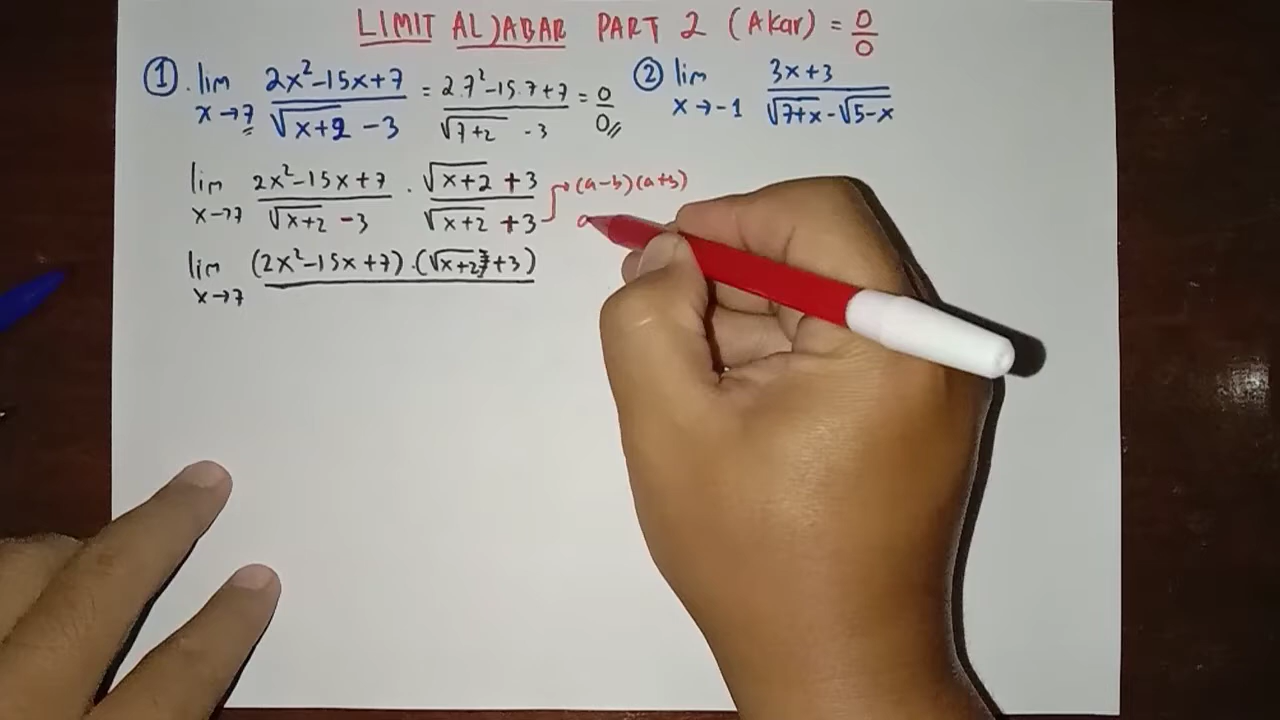 LIMIT ALJABAR PART 2 (Akar) = 0/0
① . lim x→7 (2x²-15x+7)/(√(x+2) - 3) = (2.7²-15.7+7)/(√(7+2) - 3) = 0/0 //
② lim x→-1 (3x+3)/(√(7+x) - √(5-x))
lim x→7 (2x²-15x+7)/(√(x+2) - 3) . (√(x+2) + 3)/(√(x+2) + 3)
(a-b)(a+b)
a
lim x→7 (2x²-15x+7) . (√(x+2) + 3)